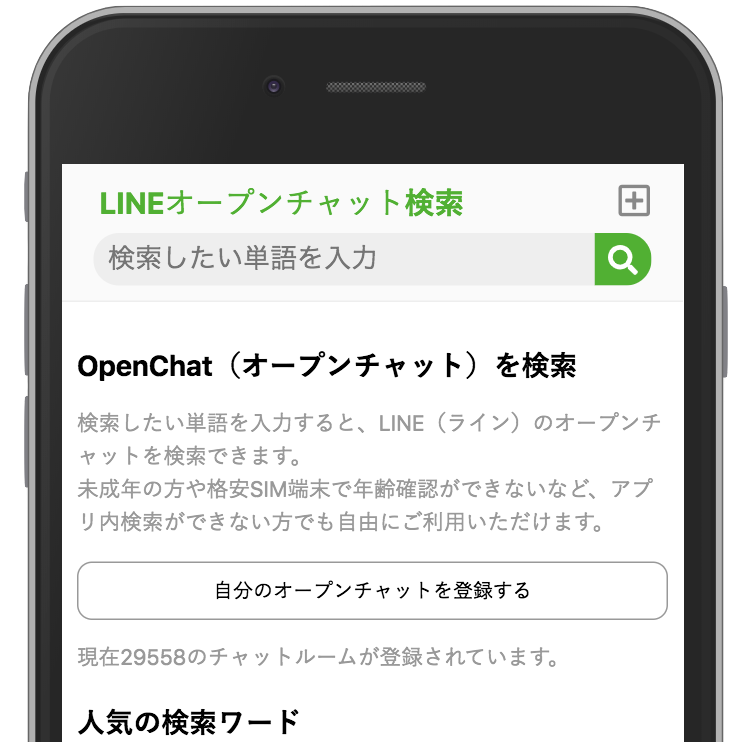 LINEオープンチャット検索
検索したい単語を入力
OpenChat（オープンチャット）を検索
検索したい単語を入力すると、LINE（ライン）のオープンチ
ャットを検索できます。
未成年の方や格安SIM端末で年齢確認ができないなど、アプ
リ内検索ができない方でも自由にご利用いただけます。
自分のオープンチャットを登録する
現在29558のチャットルームが登録されています。
人気の検索ワード